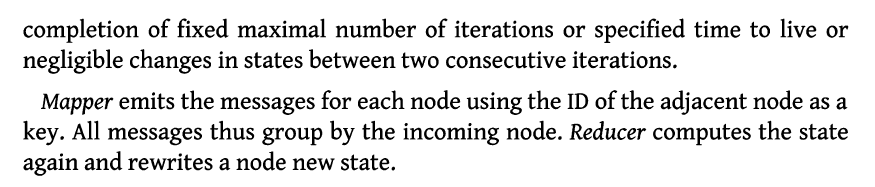 completion of fixed maximal number of iterations or specified time to live or
negligible changes in states between two consecutive iterations.
Mapper emits the messages for each node using the ID of the adjacent node as a
key. All messages thus group by the incoming node. Reducer computes the state
again and rewrites a node new state.